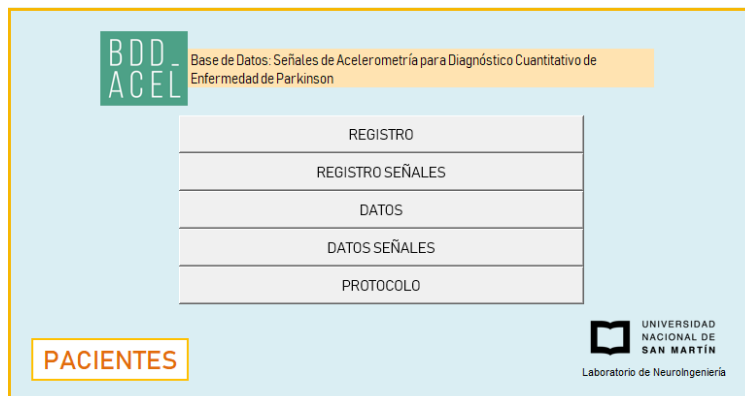 BDD_
ACEL
Base de Datos: Señales de Acelerometría para Diagnóstico Cuantitativo de
Enfermedad de Parkinson
REGISTRO
REGISTRO SEÑALES
DATOS
DATOS SEÑALES
PROTOCOLO
PACIENTES
UNIVERSIDAD
NACIONAL DE
SAN MARTÍN
Laboratorio de NeuroIngeniería